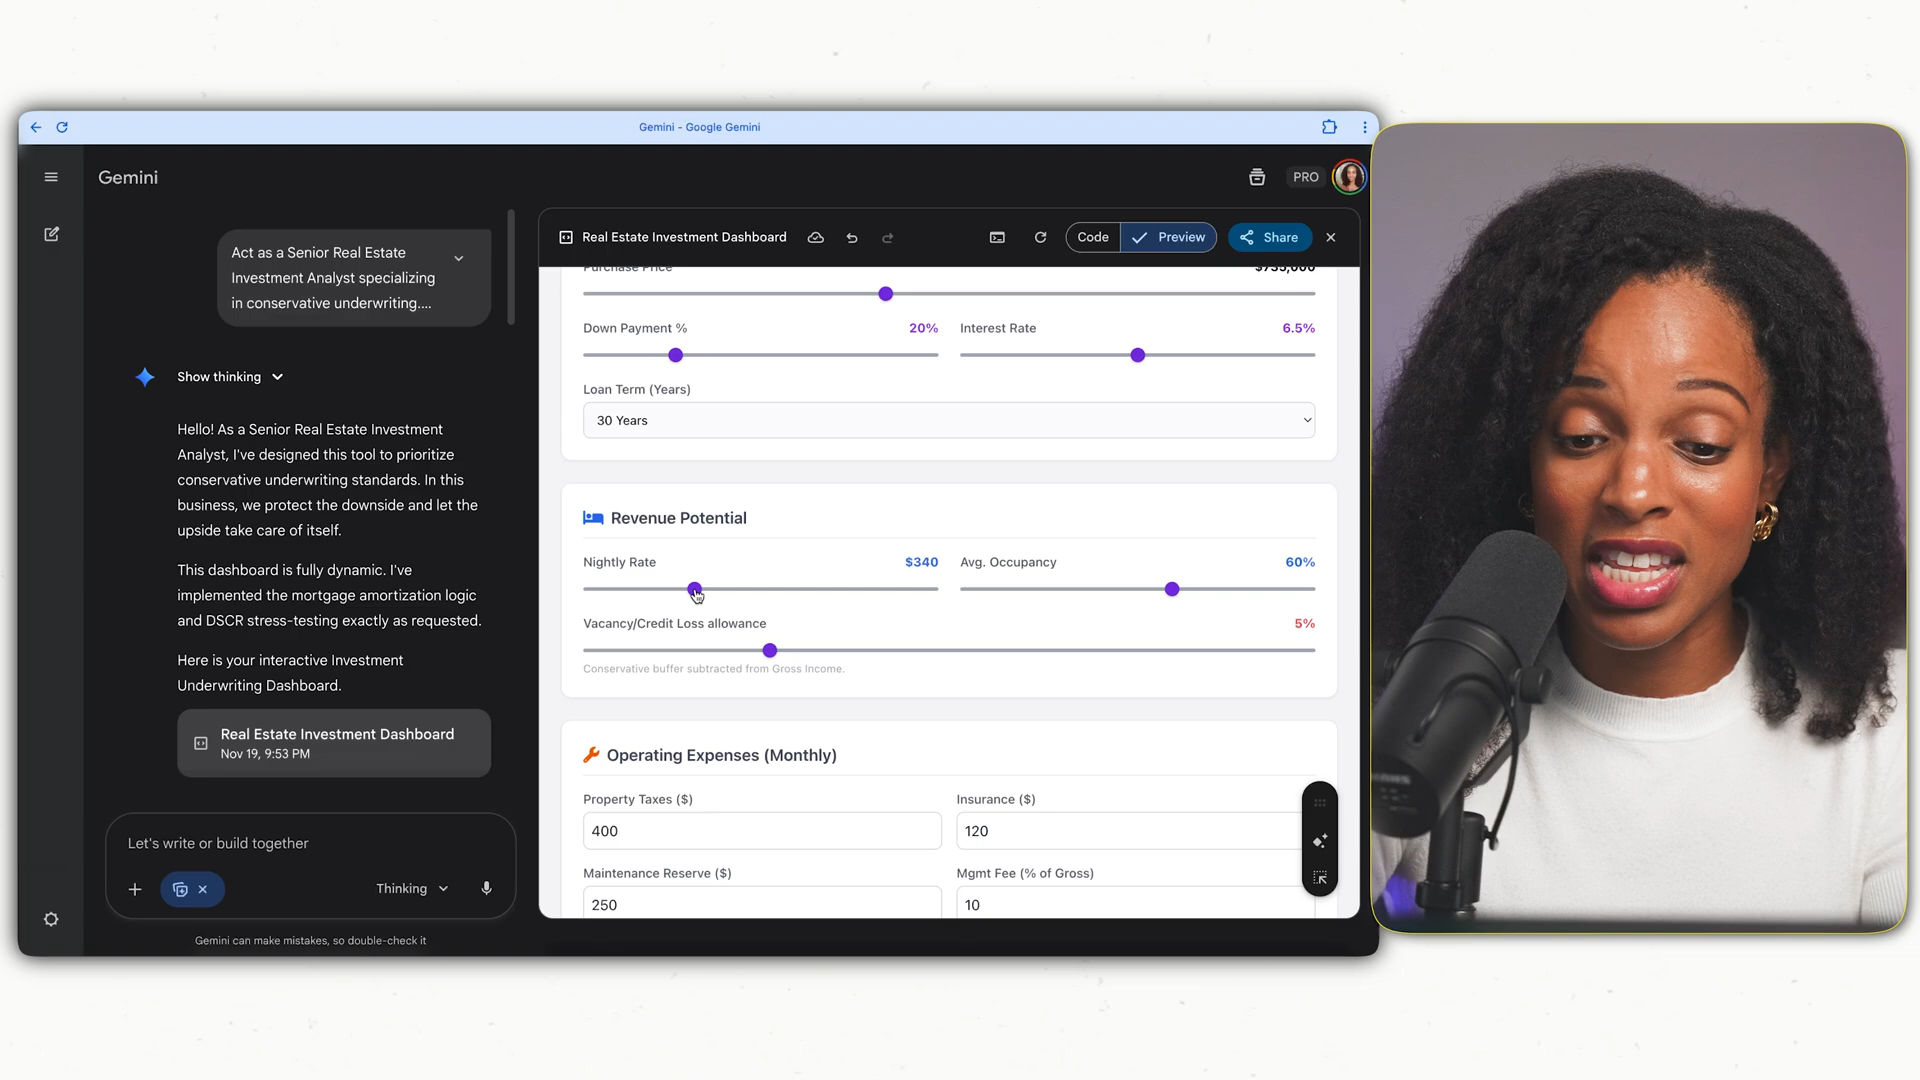 Gemini - Google Gemini
Gemini
PRO
Act as a Senior Real Estate
Investment Analyst specializing
in conservative underwriting....
Show thinking
Hello! As a Senior Real Estate Investment
Analyst, I've designed this tool to prioritize
conservative underwriting standards. In this
business, we protect the downside and let the
upside take care of itself.
This dashboard is fully dynamic. I've
implemented the mortgage amortization logic
and DSCR stress-testing exactly as requested.
Here is your interactive Investment
Underwriting Dashboard.
Real Estate Investment Dashboard
Nov 19, 9:53 PM
Let's write or build together
Thinking
Gemini can make mistakes, so double-check it
Real Estate Investment Dashboard
Code
Preview
Share
Purchase Price
$735,000
Down Payment %
20%
Interest Rate
6.5%
Loan Term (Years)
30 Years
Revenue Potential
Nightly Rate
$340
Avg. Occupancy
60%
Vacancy/Credit Loss allowance
5%
Conservative buffer subtracted from Gross Income.
Operating Expenses (Monthly)
Property Taxes ($)
Insurance ($)
400
120
Maintenance Reserve ($)
Mgmt Fee (% of Gross)
250
10